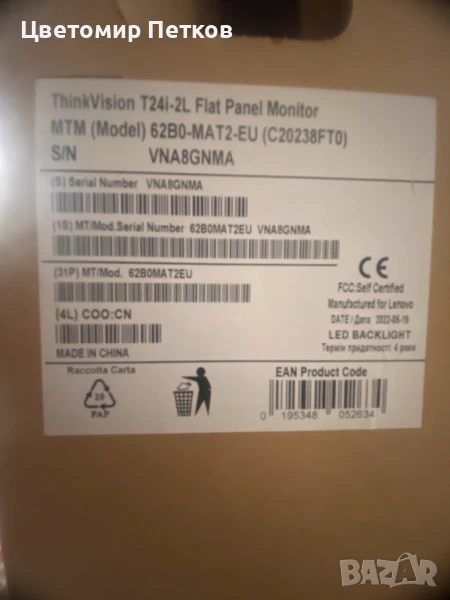 Цветомир Петков
ThinkVision T24i-2L Flat Panel Monitor
MTM (Model) 62B0-MAT2-EU (C20238FT0)
S/N VNA8GNMA
(S) Serial Number VNA8GNMA
(1S) MT/Mod.Serial Number 62B0MAT2EU VNA8GNMA
(31P) MT/Mod. 62B0MAT2EU
(4L) COO:CN
MADE IN CHINA
CE
FCC:Self Certified
Manufactured for Lenovo
DATE / Дата: 2022-06-19
LED BACKLIGHT
Термін придатності: 4 роки
Raccolta Carta
20
PAP
EAN Product Code
0 195348 052634
BAZAR